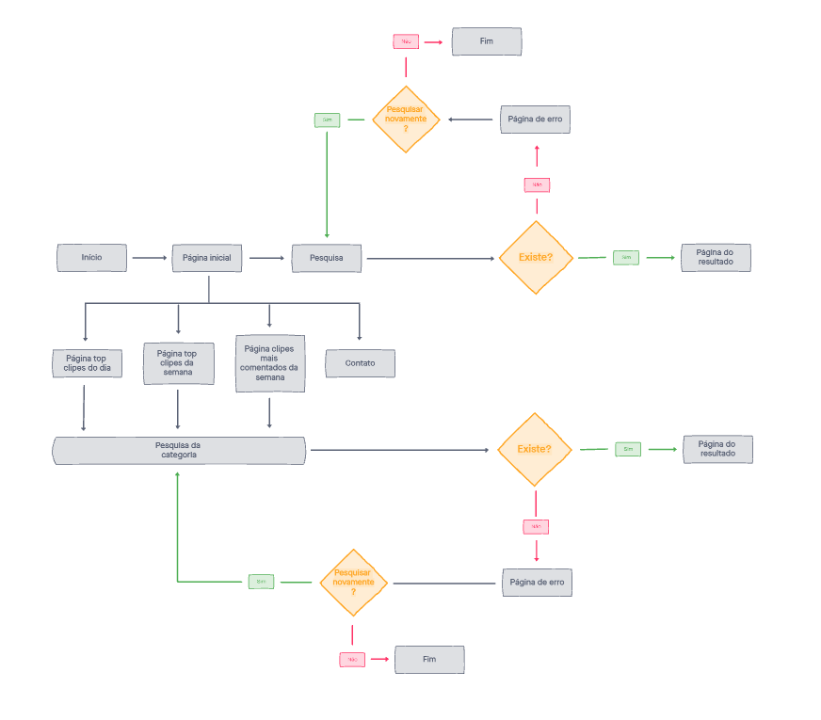 Não
Fim
Pesquisar
novamente
?
Sim
Página de erro
Não
Início
Página inicial
Pesquisa
Existe?
Sim
Página do
resultado
Página top
clipes do dia
Página top
clipes da
semana
Página clipes
mais
comentados da
semana
Contato
Pesquisa da
categoria
Existe?
Sim
Página do
resultado
Não
Pesquisar
novamente
?
Sim
Página de erro
Não
Fim